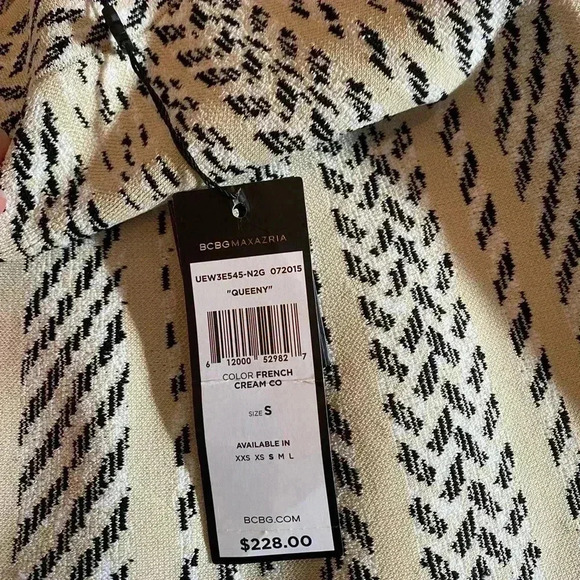 BCBGMAXAZRIA
UEW3E545-N2G 072015
"QUEENY"
6 12000 52982 7
COLOR FRENCH
CREAM CO
SIZE S
AVAILABLE IN
XXS XS S M L
BCBG.COM
$228.00